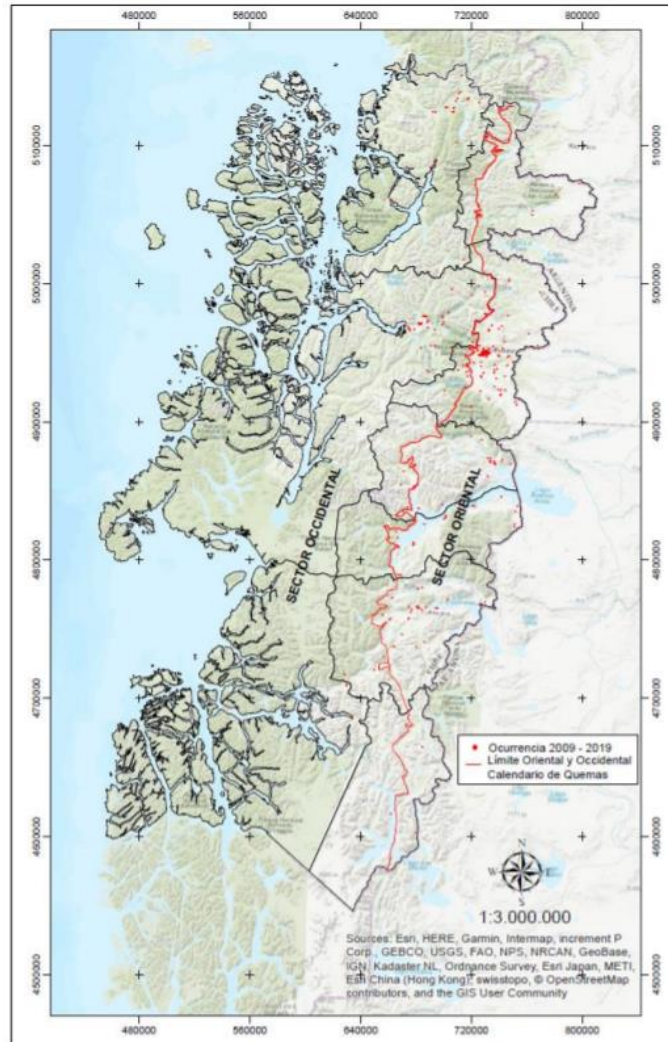 480000 560000 640000 720000 800000
5100000
5000000
4900000
4800000
4700000
4600000
4500000
ARGENTINA
CHILE
SECTOR OCCIDENTAL
SECTOR ORIENTAL
Ocurrencia 2009 - 2019
Límite Oriental y Occidental
Calendario de Quemas
N
W E
S
1:3.000.000
Sources: Esri, HERE, Garmin, Intermap, increment P
Corp., GEBCO, USGS, FAO, NPS, NRCAN, GeoBase,
IGN, Kadaster NL, Ordnance Survey, Esri Japan, METI,
Esri China (Hong Kong), swisstopo, © OpenStreetMap
contributors, and the GIS User Community
480000 560000 640000 720000 800000